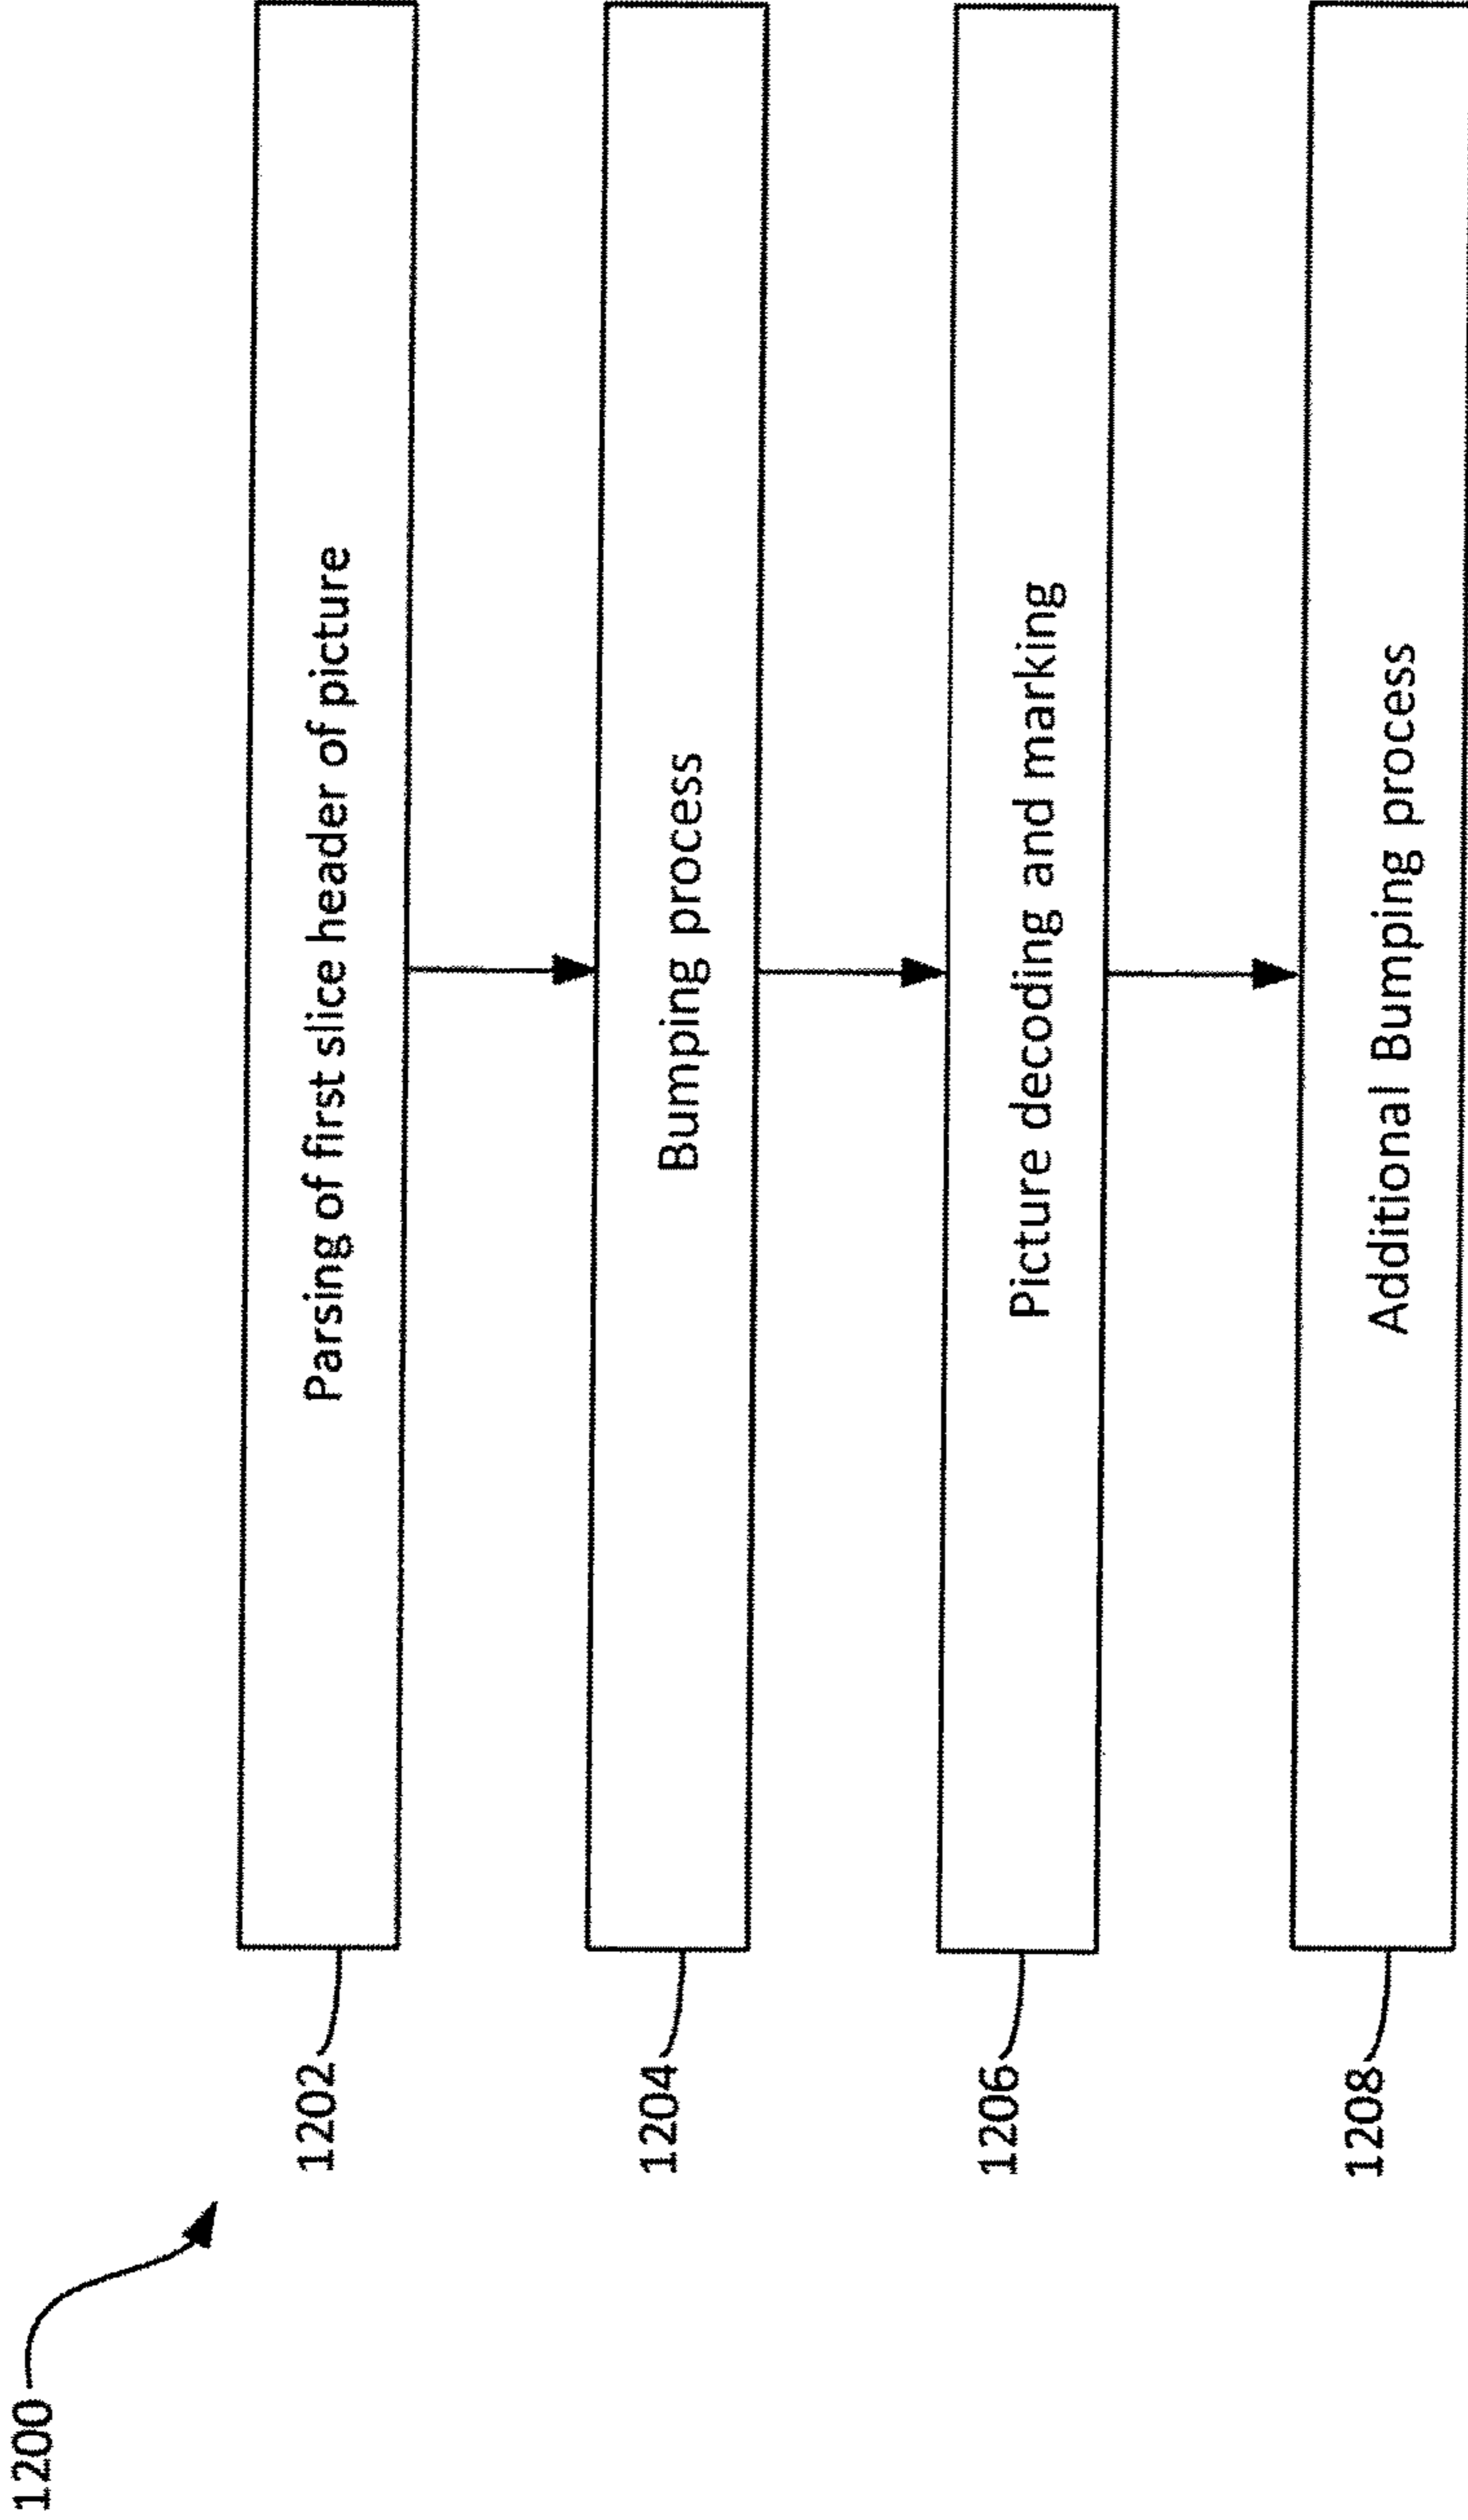 1200
1202
Parsing of first slice header of picture
1204
Bumping process
1206
Picture decoding and marking
1208
Additional Bumping process